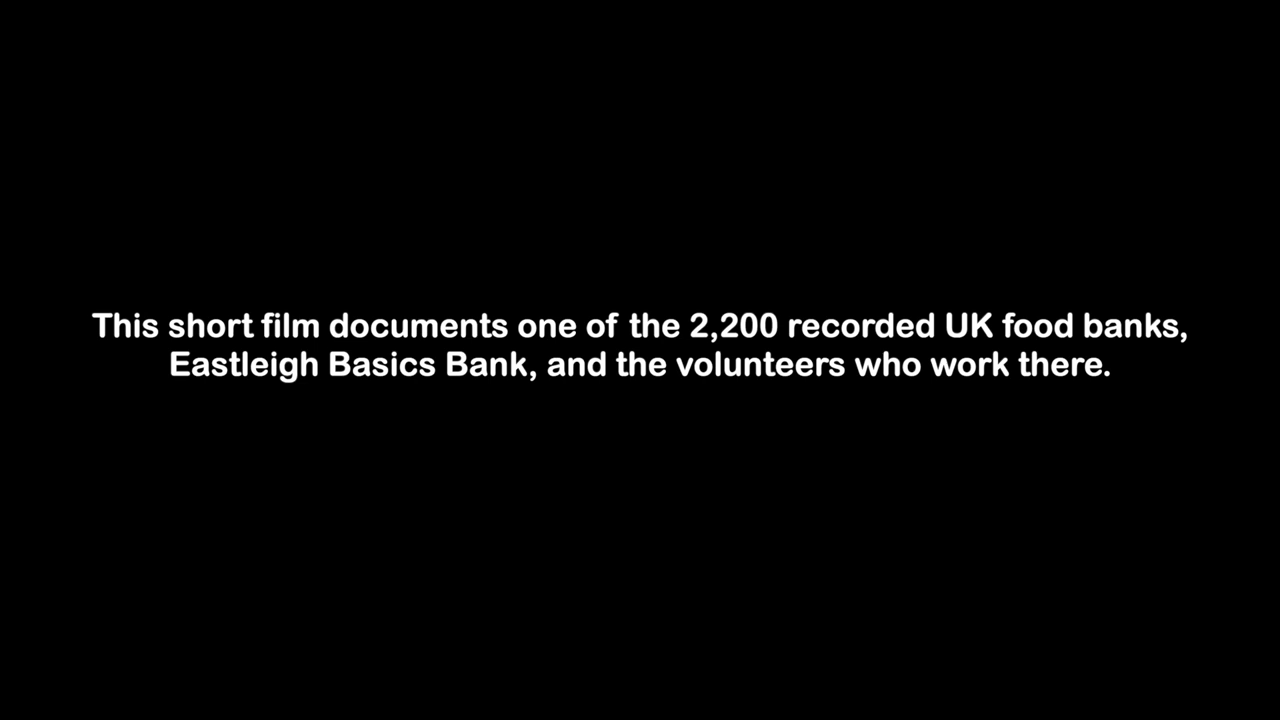 This short film documents one of the 2,200 recorded UK food banks,
Eastleigh Basics Bank, and the volunteers who work there.